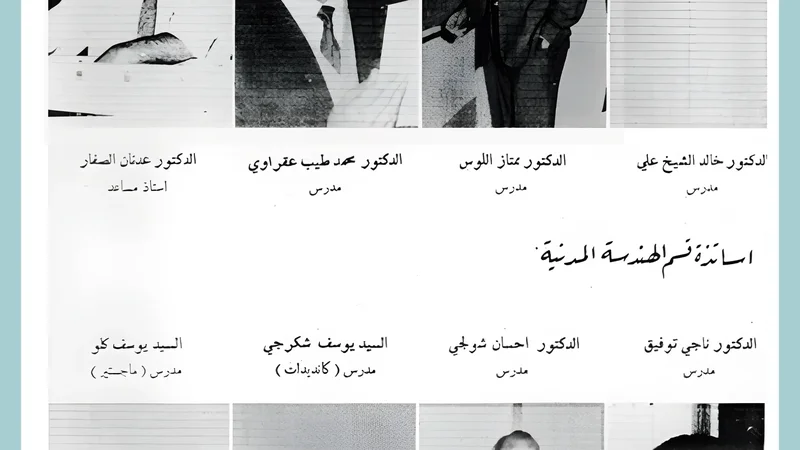 الدكتور خالد الشيخ علي
مدرس
الدكتور ممتاز اللوس
مدرس
الدكتور محمد طيب عقراوي
مدرس
الدكتور عدنان الصفار
استاذ مساعد
اساتذة قسم الهندسة المدنية
الدكتور ناجي توفيق
مدرس
الدكتور احسان شولجي
مدرس
السيد يوسف شكرجي
مدرس ( كانديدات )
السيد يوسف كلو
مدرس ( ماجستير )